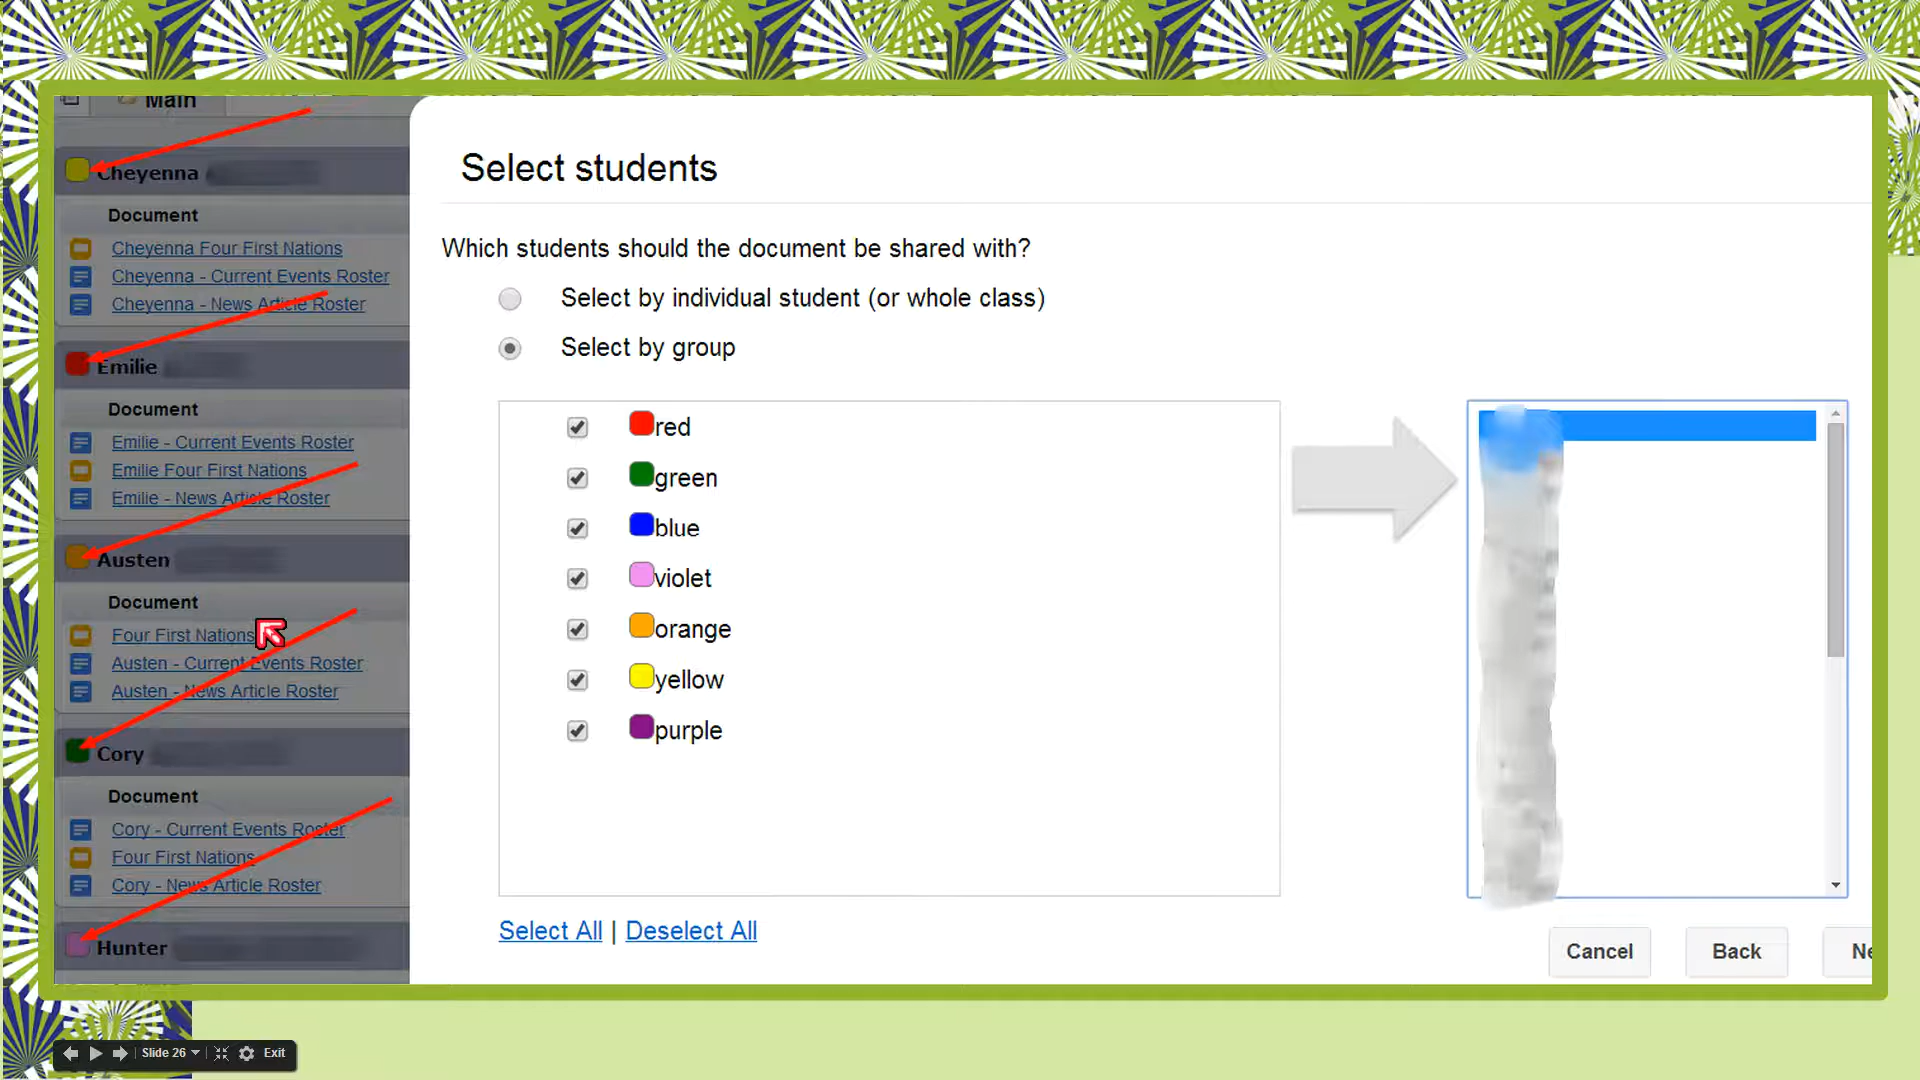 Main
Cheyenna
Document
Cheyenna Four First Nations
Cheyenna - Current Events Roster
Cheyenna - News Article Roster
Emilie
Document
Emilie - Current Events Roster
Emilie Four First Nations
Emilie - News Article Roster
Austen
Document
Four First Nations
Austen - Current Events Roster
Austen - News Article Roster
Cory
Document
Cory - Current Events Roster
Four First Nations
Cory - News Article Roster
Hunter
Select students
Which students should the document be shared with?
Select by individual student (or whole class)
Select by group
red
green
blue
violet
orange
yellow
purple
Select All | Deselect All
Cancel
Back
Ne
Slide 26
Exit